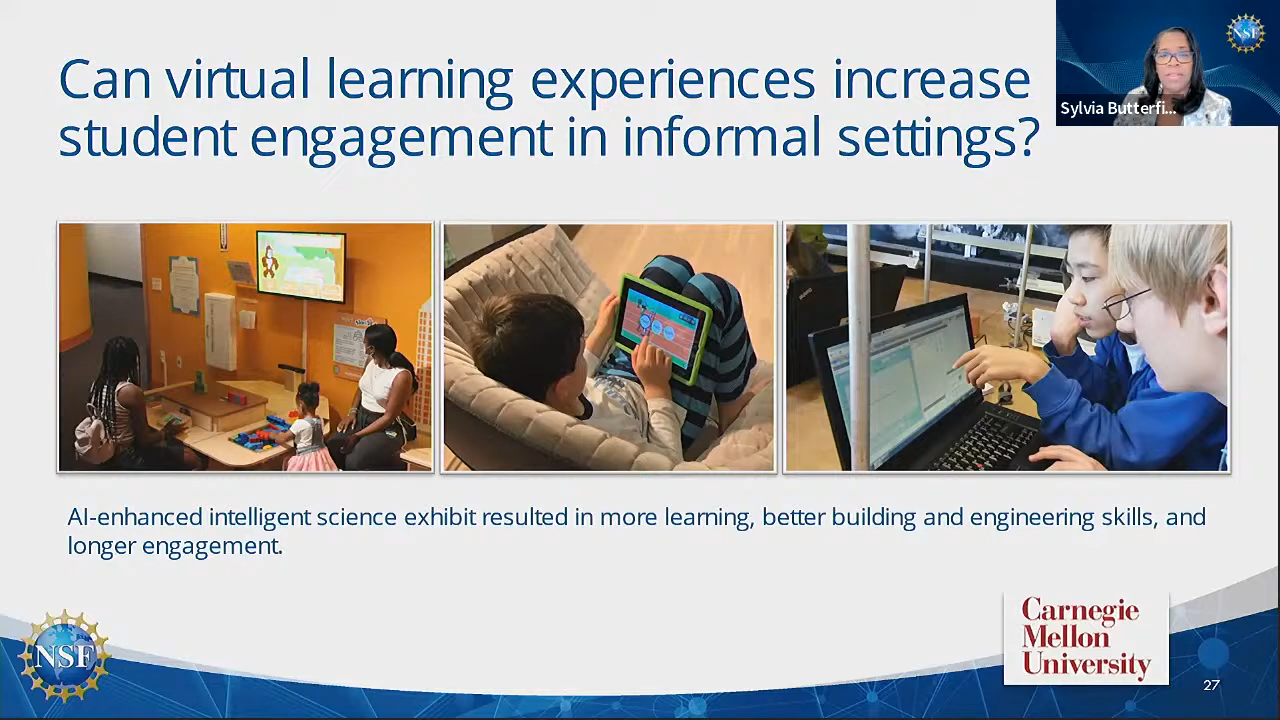 Can virtual learning experiences increase
student engagement in informal settings?
NSF
Sylvia Butterfi...
AI-enhanced intelligent science exhibit resulted in more learning, better building and engineering skills, and
longer engagement.
NSF
Carnegie
Mellon
University
27